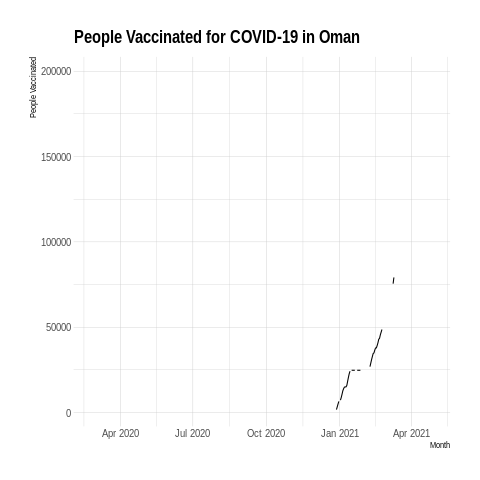 People Vaccinated for COVID-19 in Oman
People Vaccinated
200000
150000
100000
50000
0
Apr 2020 Jul 2020 Oct 2020 Jan 2021 Apr 2021
Month